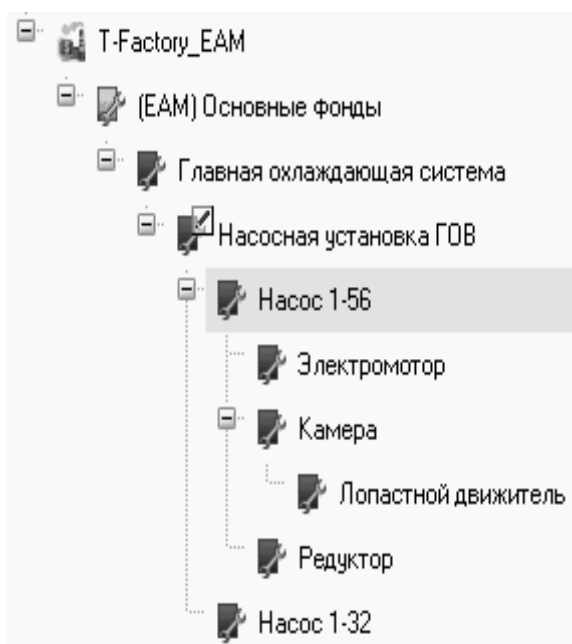 T-Factory_EAM
(EAM) Основные фонды
Главная охлаждающая система
Насосная установка ГОВ
Насос 1-56
Электромотор
Камера
Лопастной движитель
Редуктор
Насос 1-32